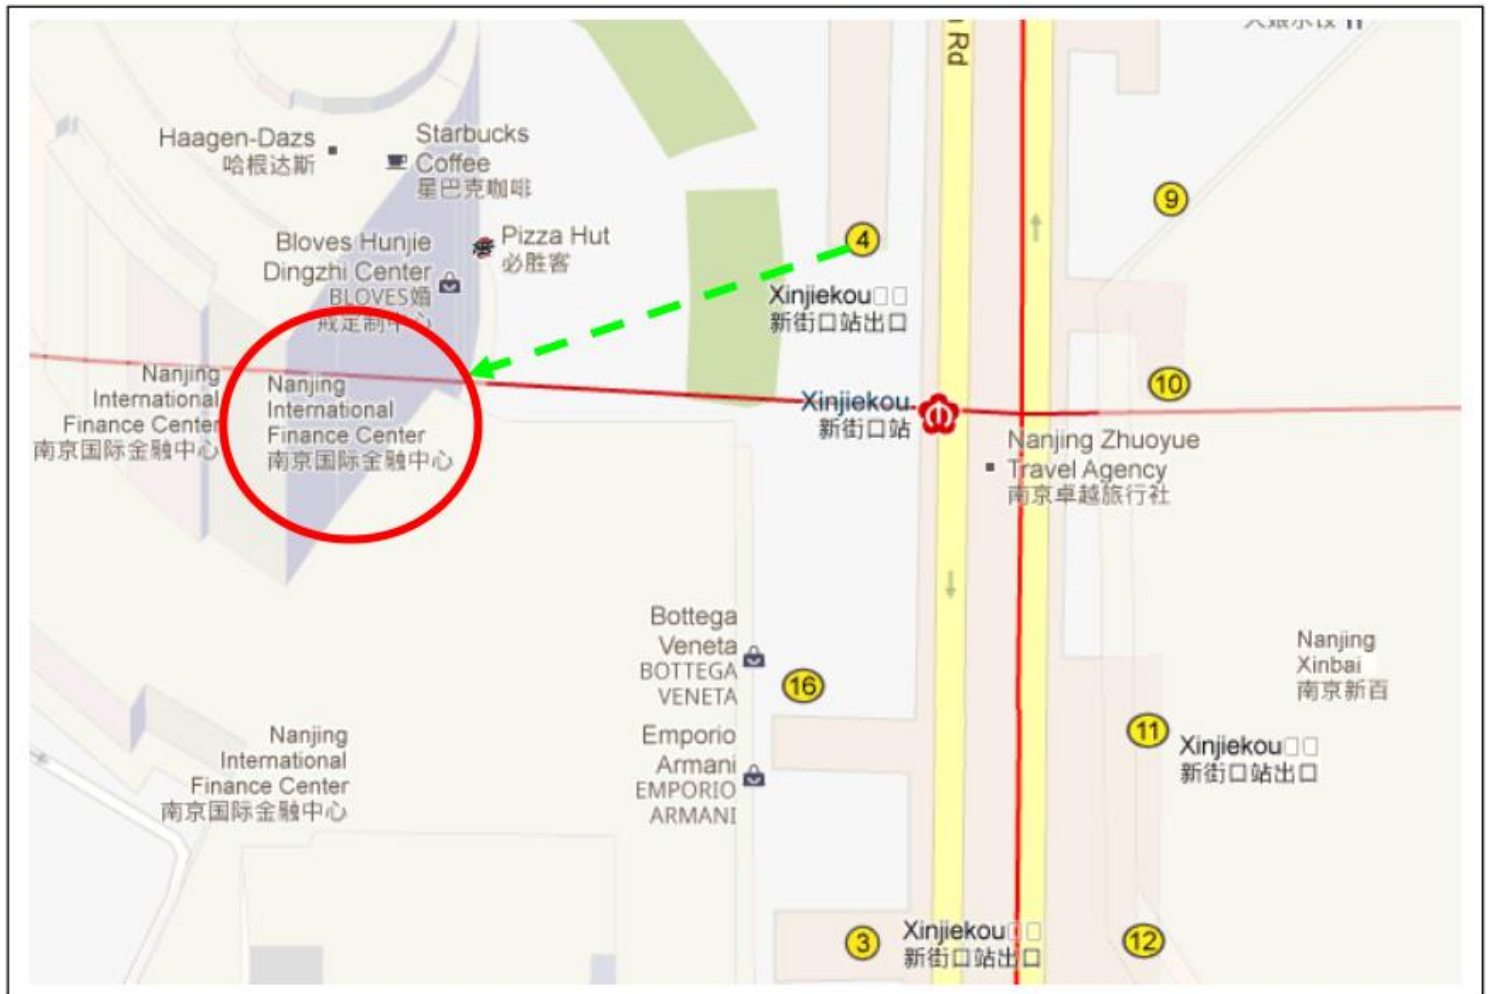 Rd
Haagen-Dazs
哈根达斯
Starbucks
Coffee
星巴克咖啡
9
4
Pizza Hut
必胜客
Bloves Hunjie
Dingzhi Center
BLOVES婚
戒定制中心
Xinjiekou
新街口站出口
Nanjing
International
Finance Center
南京国际金融中心
Nanjing
International
Finance Center
南京国际金融中心
10
Xinjiekou
新街口站
Nanjing Zhuoyue
Travel Agency
南京卓越旅行社
Bottega
Veneta
BOTTEGA
VENETA
16
Nanjing
Xinbai
南京新百
Emporio
Armani
EMPORIO
ARMANI
11
Xinjiekou
新街口站出口
Nanjing
International
Finance Center
南京国际金融中心
3
Xinjiekou
新街口站出口
12